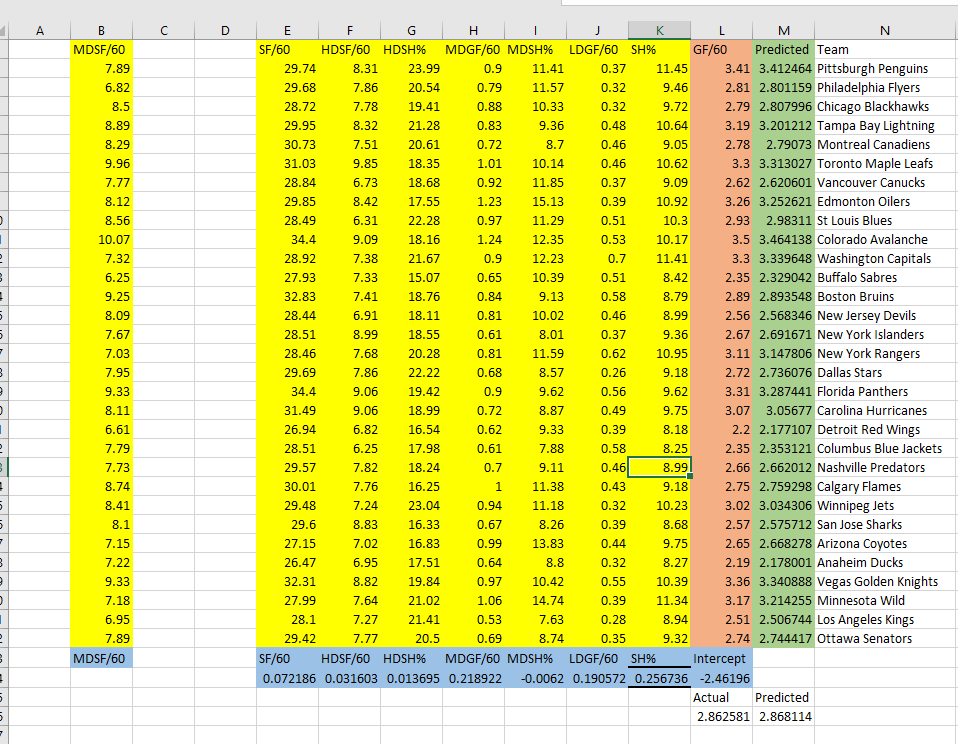 A B C D E F G H I J K L M N
MDSF/60 SF/60 HDSF/60 HDSH% MDGF/60 MDSH% LDGF/60 SH% GF/60 Predicted Team
7.89 29.74 8.31 23.99 0.9 11.41 0.37 11.45 3.41 3.412464 Pittsburgh Penguins
6.82 29.68 7.86 20.54 0.79 11.57 0.32 9.46 2.81 2.801159 Philadelphia Flyers
8.5 28.72 7.78 19.41 0.88 10.33 0.32 9.72 2.79 2.807996 Chicago Blackhawks
8.89 29.95 8.32 21.28 0.83 9.36 0.48 10.64 3.19 3.201212 Tampa Bay Lightning
8.29 30.73 7.51 20.61 0.72 8.7 0.46 9.05 2.78 2.79073 Montreal Canadiens
9.96 31.03 9.85 18.35 1.01 10.14 0.46 10.62 3.3 3.313027 Toronto Maple Leafs
7.77 28.84 6.73 18.68 0.92 11.85 0.37 9.09 2.62 2.620601 Vancouver Canucks
8.12 29.85 8.42 17.55 1.23 15.13 0.39 10.92 3.26 3.252621 Edmonton Oilers
8.56 28.49 6.31 22.28 0.97 11.29 0.51 10.3 2.93 2.98311 St Louis Blues
10.07 34.4 9.09 18.16 1.24 12.35 0.53 10.17 3.5 3.464138 Colorado Avalanche
7.32 28.92 7.38 21.67 0.9 12.23 0.7 11.41 3.3 3.339648 Washington Capitals
6.25 27.93 7.33 15.07 0.65 10.39 0.51 8.42 2.35 2.329042 Buffalo Sabres
9.25 32.83 7.41 18.76 0.84 9.13 0.58 8.79 2.89 2.893548 Boston Bruins
8.09 28.44 6.91 18.11 0.81 10.02 0.46 8.99 2.56 2.568346 New Jersey Devils
7.67 28.51 8.99 18.55 0.61 8.01 0.37 9.36 2.67 2.691671 New York Islanders
7.03 28.46 7.68 20.28 0.81 11.59 0.62 10.95 3.11 3.147806 New York Rangers
7.95 29.69 7.86 22.22 0.68 8.57 0.26 9.18 2.72 2.736076 Dallas Stars
9.33 34.4 9.06 19.42 0.9 9.62 0.56 9.62 3.31 3.287441 Florida Panthers
8.11 31.49 9.06 18.99 0.72 8.87 0.49 9.75 3.07 3.05677 Carolina Hurricanes
6.61 26.94 6.82 16.54 0.62 9.33 0.39 8.18 2.2 2.177107 Detroit Red Wings
7.79 28.51 6.25 17.98 0.61 7.88 0.58 8.25 2.35 2.353121 Columbus Blue Jackets
7.73 29.57 7.82 18.24 0.7 9.11 0.46 8.99 2.66 2.662012 Nashville Predators
8.74 30.01 7.76 16.25 1 11.38 0.43 9.18 2.75 2.759298 Calgary Flames
8.41 29.48 7.24 23.04 0.94 11.18 0.32 10.23 3.02 3.034306 Winnipeg Jets
8.1 29.6 8.83 16.33 0.67 8.26 0.39 8.68 2.57 2.575712 San Jose Sharks
7.15 27.15 7.02 16.83 0.99 13.83 0.44 9.75 2.65 2.668278 Arizona Coyotes
7.22 26.47 6.95 17.51 0.64 8.8 0.32 8.27 2.19 2.178001 Anaheim Ducks
9.33 32.31 8.82 19.84 0.97 10.42 0.55 10.39 3.36 3.340888 Vegas Golden Knights
7.18 27.99 7.64 21.02 1.06 14.74 0.39 11.34 3.17 3.214255 Minnesota Wild
6.95 28.1 7.27 21.41 0.53 7.63 0.28 8.94 2.51 2.506744 Los Angeles Kings
7.89 29.42 7.77 20.5 0.69 8.74 0.35 9.32 2.74 2.744417 Ottawa Senators
MDSF/60 SF/60 HDSF/60 HDSH% MDGF/60 MDSH% LDGF/60 SH% Intercept
0.072186 0.031603 0.013695 0.218922 -0.0062 0.190572 0.256736 -2.46196
Actual Predicted
2.862581 2.868114